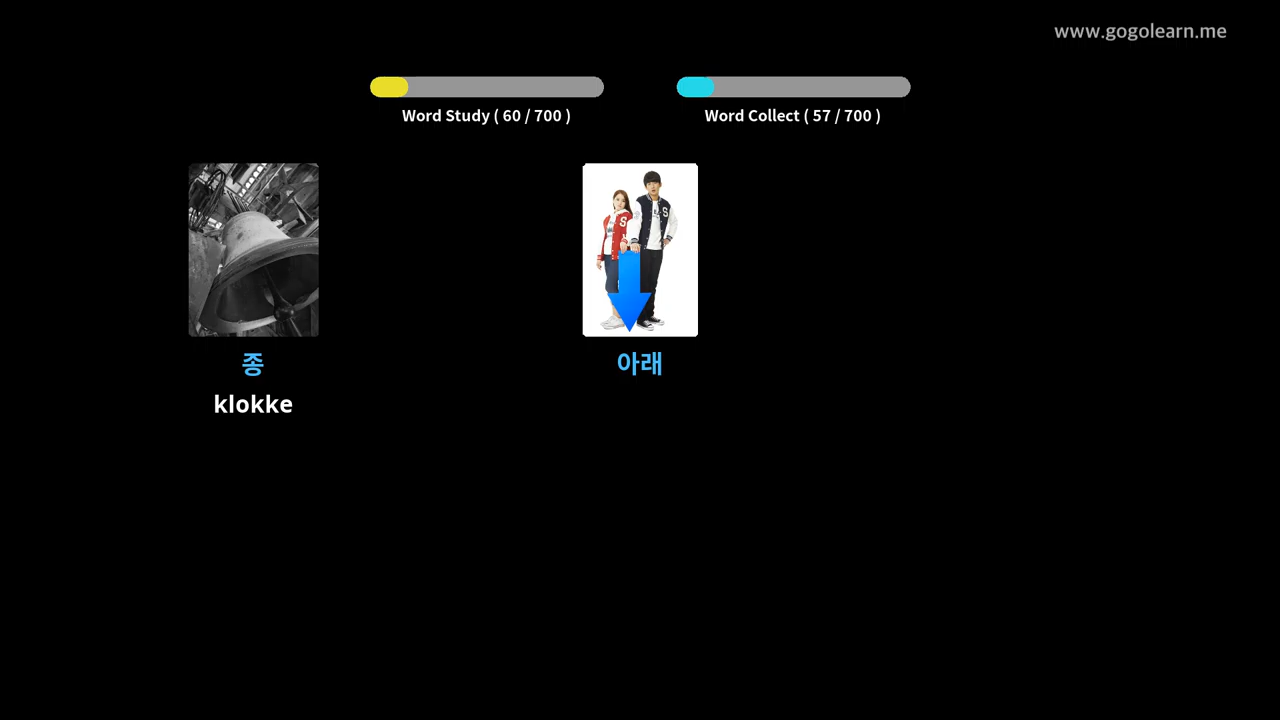 www.gogolearn.me
Word Study ( 60 / 700 )
Word Collect ( 57 / 700 )
종
klokke
아래
S
S